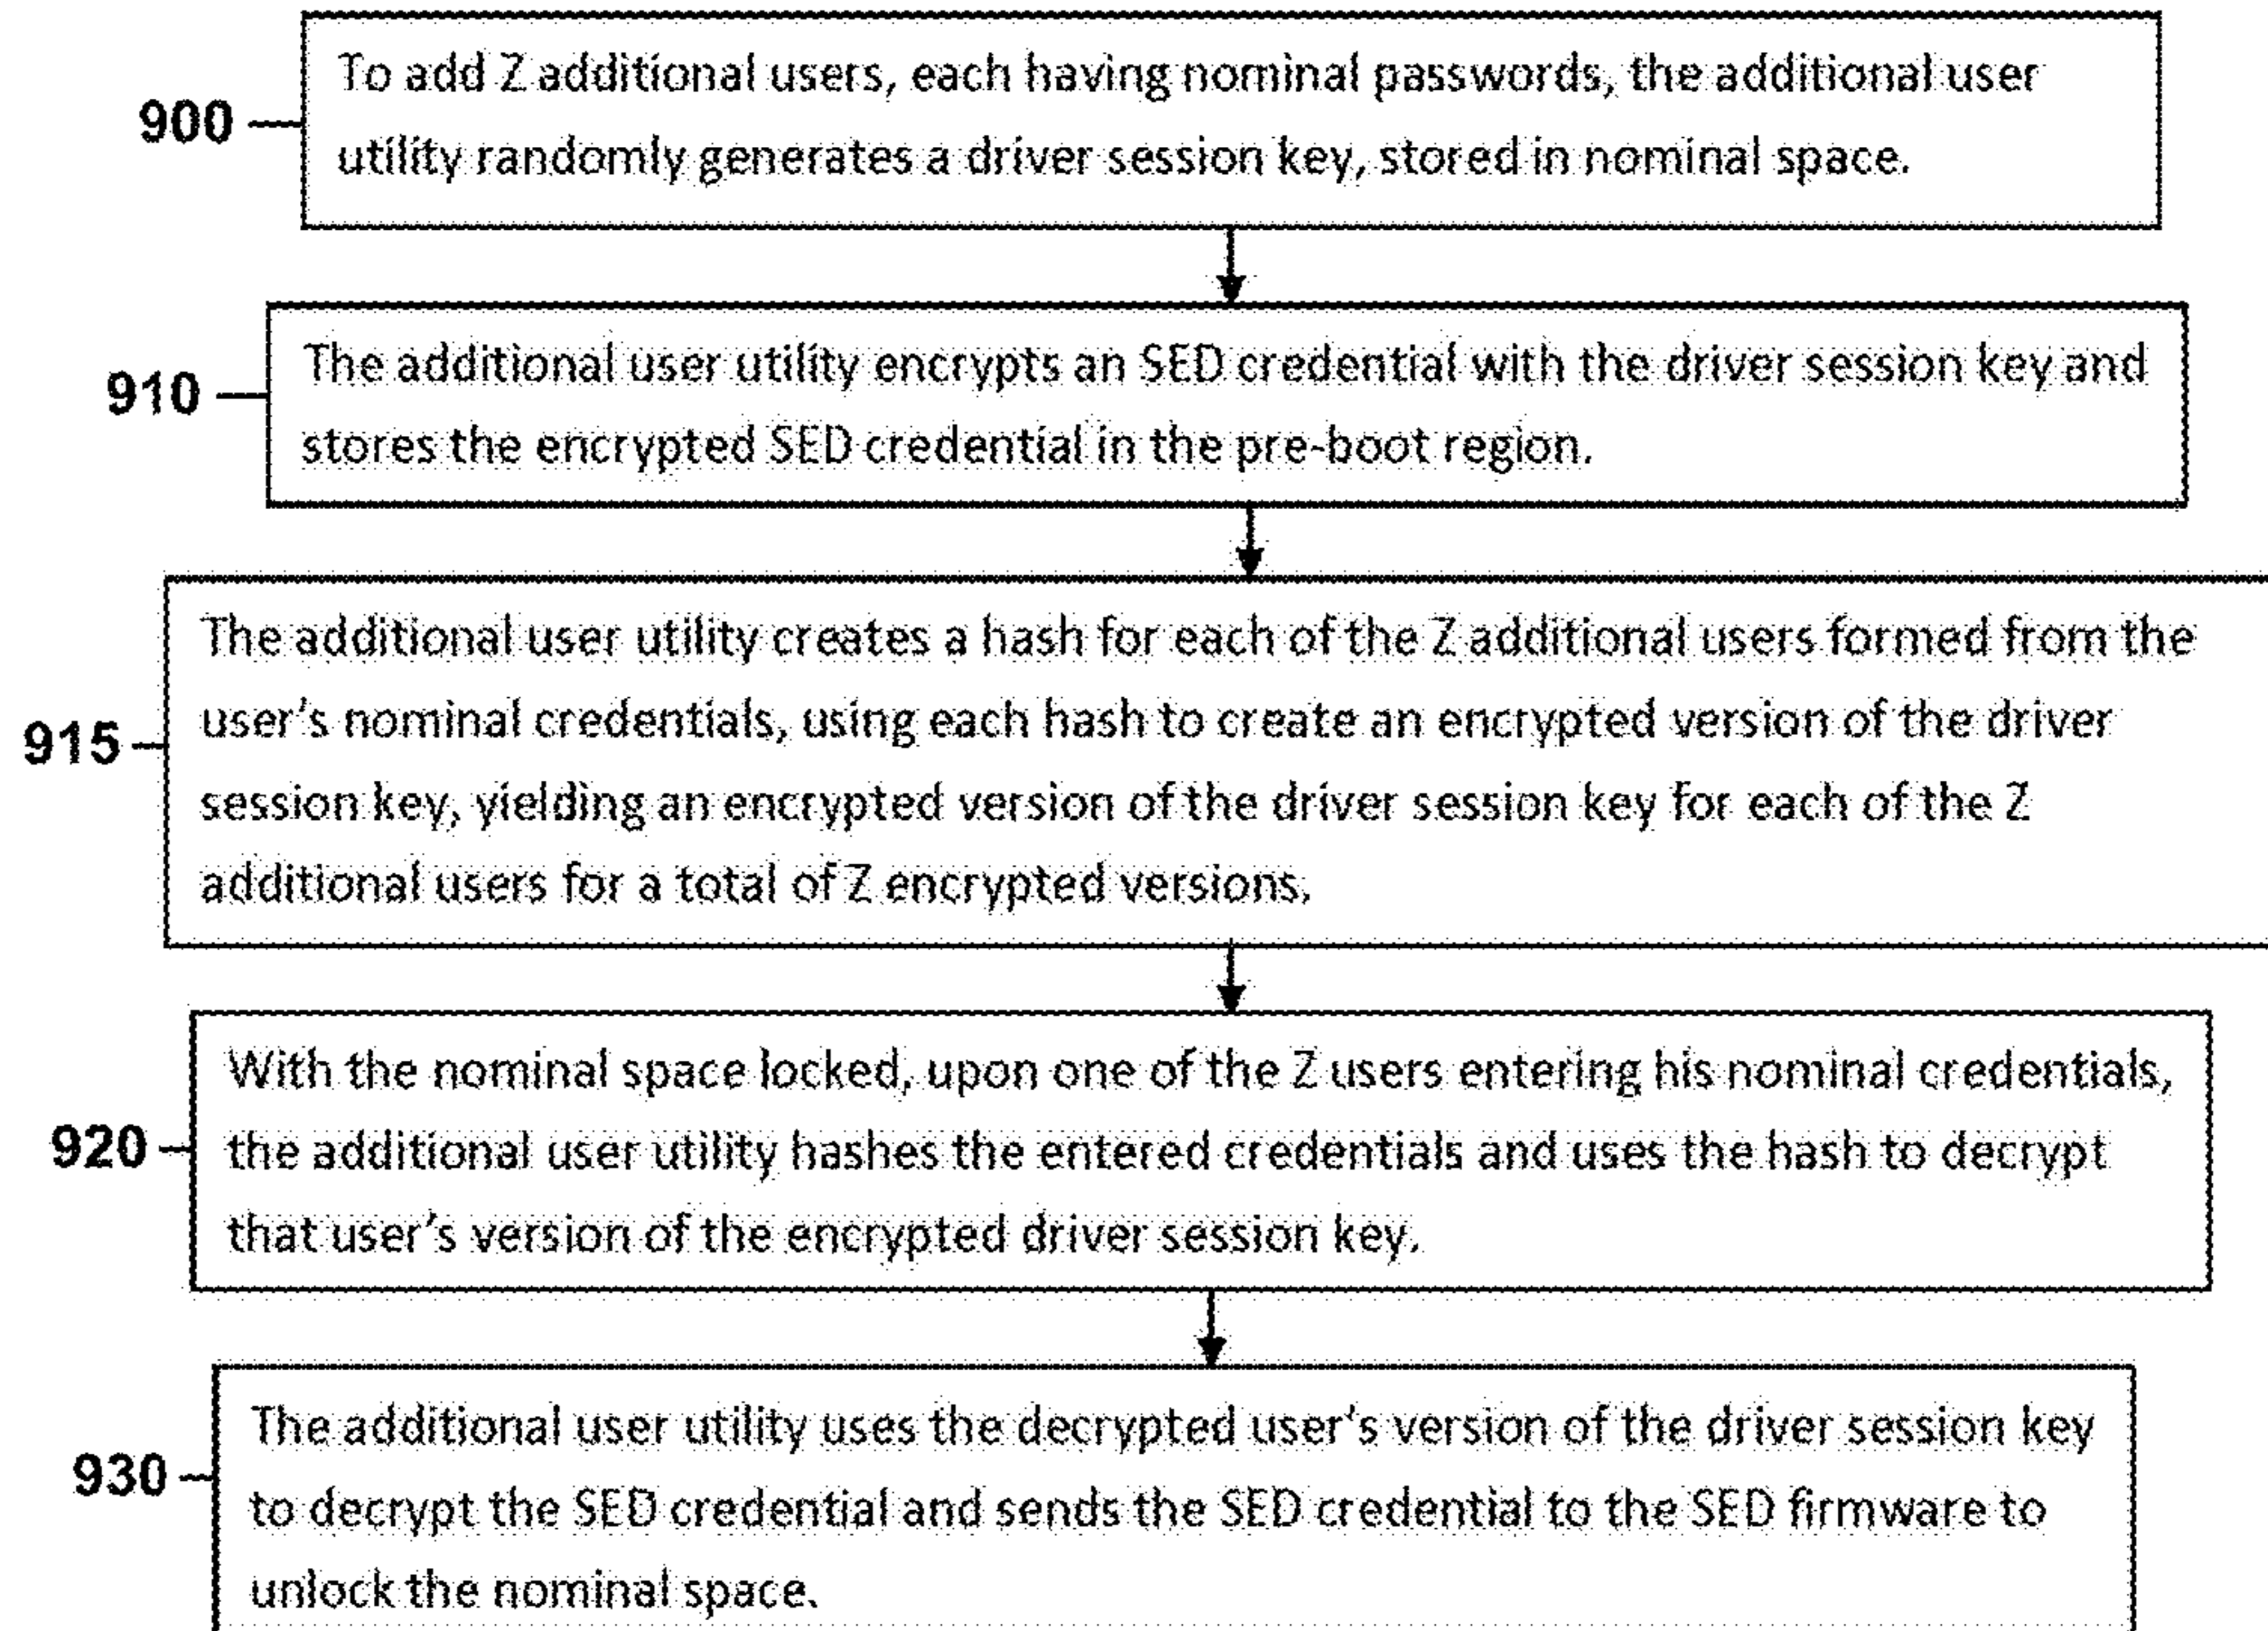 To add Z additional users, each having nominal passwords, the additional user
900
utility randomly generates a driver session key, stored in nominal space.
The additional user utility encrypts an SED credential with the driver session key and
910
stores the encrypted SED credential in the pre-boot region.
The additional user utility creates a hash for each of the Z additional users formed from the
user's nominal credentials, using each hash to create an encrypted version of the driver
915
session key, yielding an encrypted version of the driver session key for each of the Z
additional users for a total of Z encrypted versions.
With the nominal space locked, upon one of the Z users entering his nominal credentials,
920
the additional user utility hashes the entered credentials and uses the hash to decrypt
that user's version of the encrypted driver session key.
The additional user utility uses the decrypted user's version of the driver session key
930
to decrypt the SED credential and sends the SED credential to the SED firmware to
unlock the nominal space.